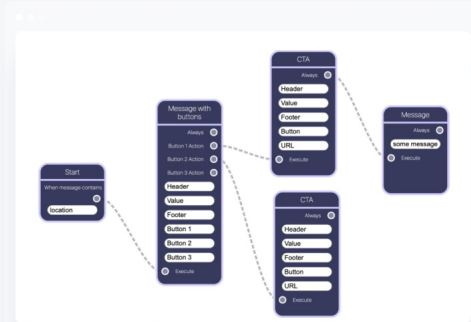 Start
When message contains
location
Message with
buttons
Always
Button 1 Action
Button 2 Action
Button 3 Action
Header
Value
Footer
Button 1
Button 2
Button 3
Execute
CTA
Always
Header
Value
Footer
Button
URL
Execute
CTA
Always
Header
Value
Footer
Button
URL
Execute
Message
Always
some message
Execute